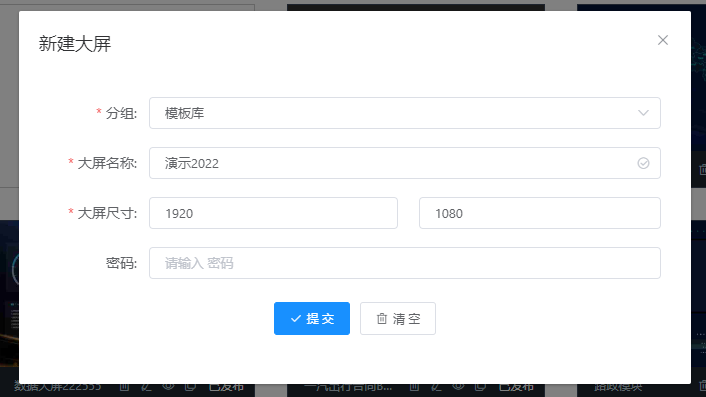 新建大屏
* 分组: 模板库
* 大屏名称: 演示2022
* 大屏尺寸: 1920 1080
密码: 请输入 密码
提交 清空
数据大屏222333 已发布 一汽出行合同B... 已发布 路政模块